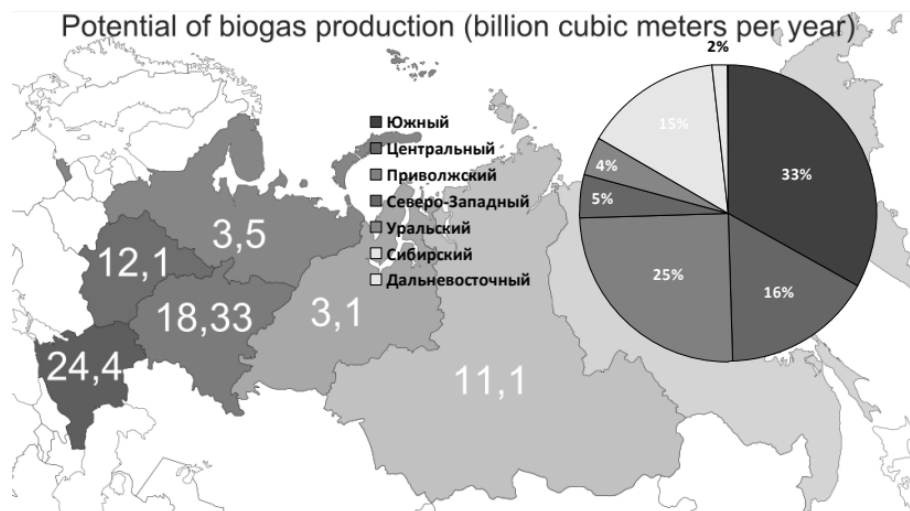 Potential of biogas production (billion cubic meters per year)
2%
Южный
Центральный
Приволжский
Северо-Западный
Уральский
Сибирский
Дальневосточный
15%
4%
5%
33%
25%
16%
3,5
12,1
18,33
3,1
24,4
11,1